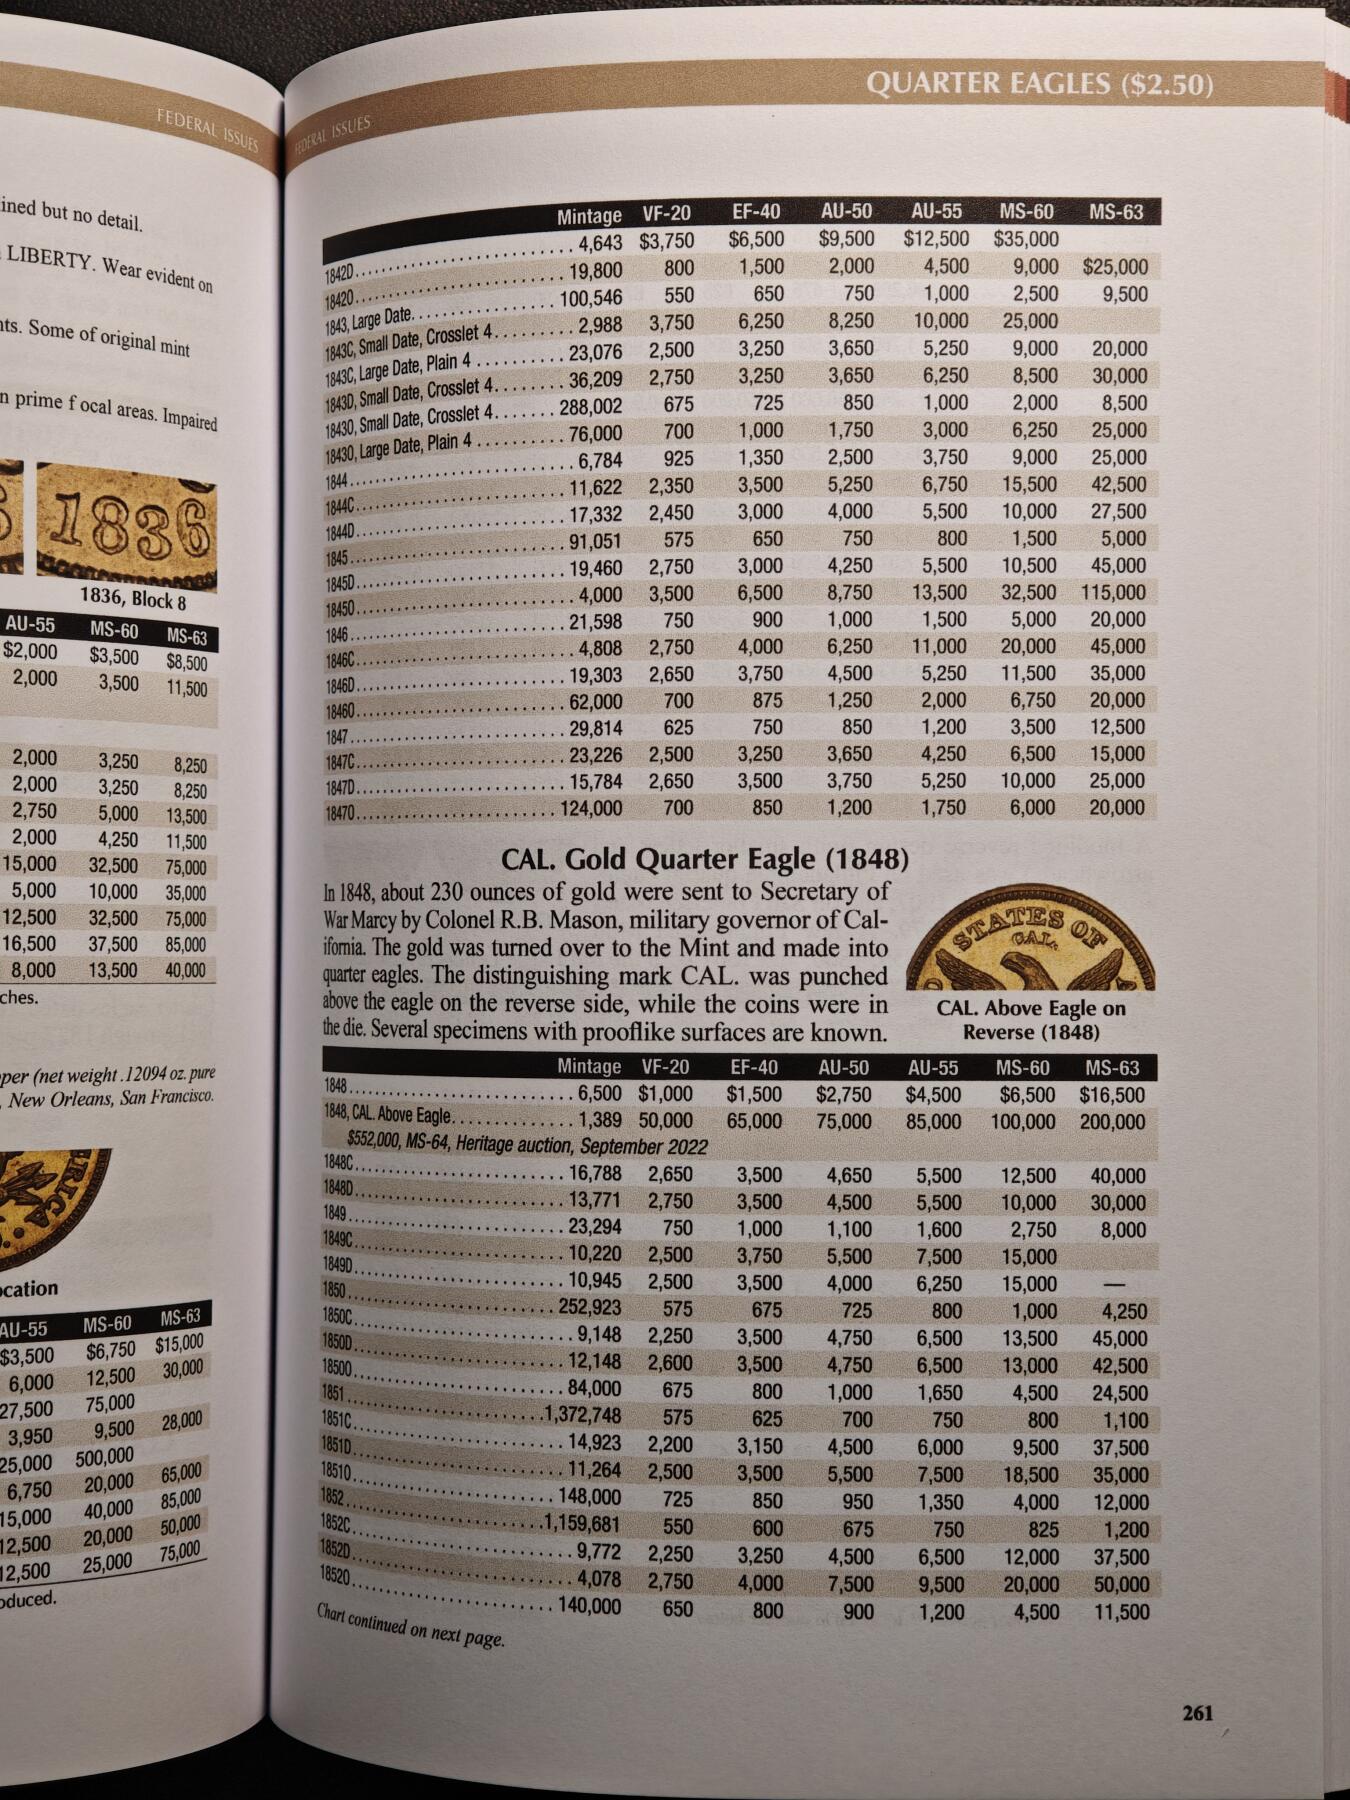 FEDERAL ISSUES
ined but no detail.
LIBERTY. Wear evident on
nts. Some of original mint
n prime f ocal areas. Impaired
1836
1836, Block 8
AU-55 MS-60 MS-63
$2,000 $3,500 $8,500
2,000 3,500 11,500
2,000 3,250 8,250
2,000 3,250 8,250
2,750 5,000 13,500
2,000 4,250 11,500
15,000 32,500 75,000
5,000 10,000 35,000
12,500 32,500 75,000
16,500 37,500 85,000
8,000 13,500 40,000
ches.
pper (net weight .12094 oz. pure
, New Orleans, San Francisco.
RICA
ocation
AU-55 MS-60 MS-63
$3,500 $6,750 $15,000
6,000 12,500 30,000
27,500 75,000
3,950 9,500 28,000
25,000 500,000
6,750 20,000 65,000
15,000 40,000 85,000
12,500 20,000 50,000
12,500 25,000 75,000
oduced.
FEDERAL ISSUES
QUARTER EAGLES ($2.50)
Mintage VF-20 EF-40 AU-50 AU-55 MS-60 MS-63
1842D 4,643 $3,750 $6,500 $9,500 $12,500 $35,000
1842O 19,800 800 1,500 2,000 4,500 9,000 $25,000
1843, Large Date 100,546 550 650 750 1,000 2,500 9,500
1843C, Small Date, Crosslet 4 2,988 3,750 6,250 8,250 10,000 25,000
1843C, Large Date, Plain 4 23,076 2,500 3,250 3,650 5,250 9,000 20,000
1843D, Small Date, Crosslet 4 36,209 2,750 3,250 3,650 6,250 8,500 30,000
1843O, Small Date, Crosslet 4 288,002 675 725 850 1,000 2,000 8,500
1843O, Large Date, Plain 4 76,000 700 1,000 1,750 3,000 6,250 25,000
1844 6,784 925 1,350 2,500 3,750 9,000 25,000
1844C 11,622 2,350 3,500 5,250 6,750 15,500 42,500
1844D 17,332 2,450 3,000 4,000 5,500 10,000 27,500
1845 91,051 575 650 750 800 1,500 5,000
1845D 19,460 2,750 3,000 4,250 5,500 10,500 45,000
1845O 4,000 3,500 6,500 8,750 13,500 32,500 115,000
1846 21,598 750 900 1,000 1,500 5,000 20,000
1846C 4,808 2,750 4,000 6,250 11,000 20,000 45,000
1846D 19,303 2,650 3,750 4,500 5,250 11,500 35,000
1846O 62,000 700 875 1,250 2,000 6,750 20,000
1847 29,814 625 750 850 1,200 3,500 12,500
1847C 23,226 2,500 3,250 3,650 4,250 6,500 15,000
1847D 15,784 2,650 3,500 3,750 5,250 10,000 25,000
1847O 124,000 700 850 1,200 1,750 6,000 20,000
CAL. Gold Quarter Eagle (1848)
In 1848, about 230 ounces of gold were sent to Secretary of
War Marcy by Colonel R.B. Mason, military governor of Cal-
ifornia. The gold was turned over to the Mint and made into
quarter eagles. The distinguishing mark CAL. was punched
above the eagle on the reverse side, while the coins were in
the die. Several specimens with prooflike surfaces are known.
STATES OF
CAL.
CAL. Above Eagle on
Reverse (1848)
Mintage VF-20 EF-40 AU-50 AU-55 MS-60 MS-63
1848 6,500 $1,000 $1,500 $2,750 $4,500 $6,500 $16,500
1848, CAL. Above Eagle 1,389 50,000 65,000 75,000 85,000 100,000 200,000
$552,000, MS-64, Heritage auction, September 2022
1848C 16,788 2,650 3,500 4,650 5,500 12,500 40,000
1848D 13,771 2,750 3,500 4,500 5,500 10,000 30,000
1849 23,294 750 1,000 1,100 1,600 2,750 8,000
1849C 10,220 2,500 3,750 5,500 7,500 15,000
1849D 10,945 2,500 3,500 4,000 6,250 15,000 —
1850 252,923 575 675 725 800 1,000 4,250
1850C 9,148 2,250 3,500 4,750 6,500 13,500 45,000
1850D 12,148 2,600 3,500 4,750 6,500 13,000 42,500
1850O 84,000 675 800 1,000 1,650 4,500 24,500
1851 1,372,748 575 625 700 750 800 1,100
1851C 14,923 2,200 3,150 4,500 6,000 9,500 37,500
1851D 11,264 2,500 3,500 5,500 7,500 18,500 35,000
1851O 148,000 725 850 950 1,350 4,000 12,000
1852 1,159,681 550 600 675 750 825 1,200
1852C 9,772 2,250 3,250 4,500 6,500 12,000 37,500
1852D 4,078 2,750 4,000 7,500 9,500 20,000 50,000
1852O 140,000 650 800 900 1,200 4,500 11,500
Chart continued on next page.
261